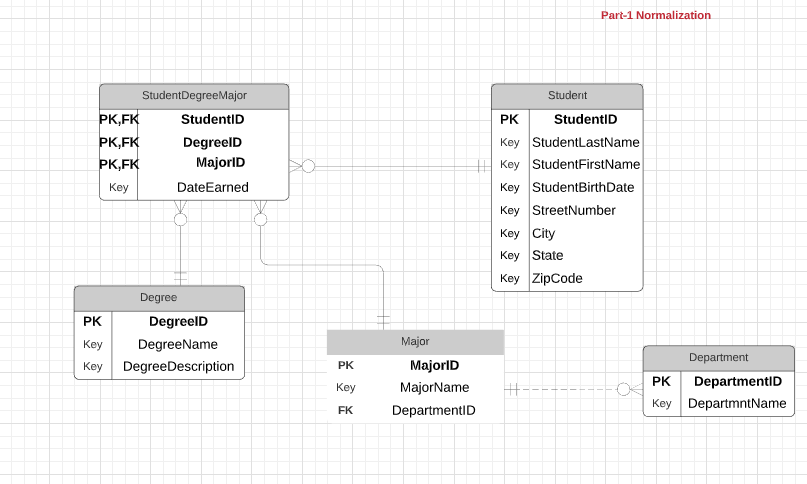 Part-1 Normalization
StudentDegreeMajor
PK,FK StudentID
PK,FK DegreeID
PK,FK MajorID
Key DateEarned
Student
PK StudentID
Key StudentLastName
Key StudentFirstName
Key StudentBirthDate
Key StreetNumber
Key City
Key State
Key ZipCode
Degree
PK DegreeID
Key DegreeName
Key DegreeDescription
Major
PK MajorID
Key MajorName
FK DepartmentID
Department
PK DepartmentID
Key DepartmntName